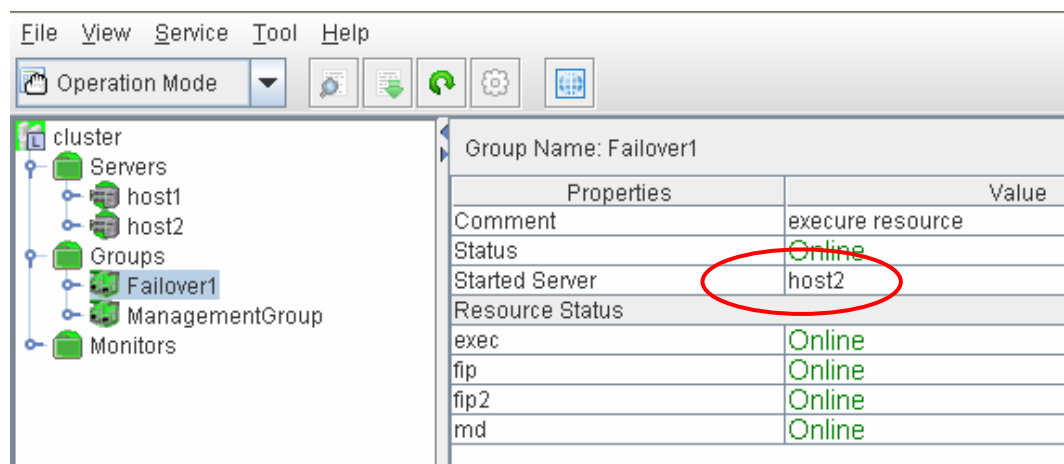 File View Service Tool Help
Operation Mode
cluster
Servers
host1
host2
Groups
Failover1
ManagementGroup
Monitors
Group Name: Failover1
Properties Value
Comment execure resource
Status Online
Started Server host2
Resource Status
exec Online
fip Online
fip2 Online
md Online